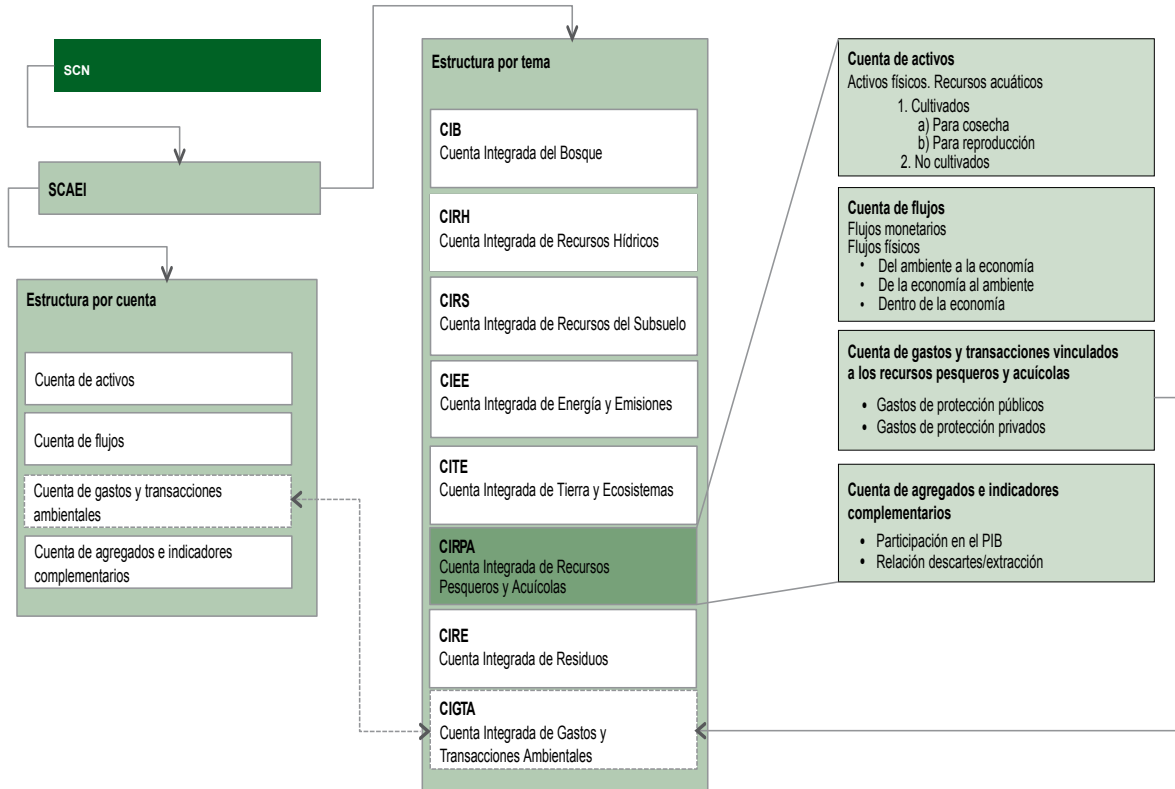 SCN
SCAEI
Estructura por cuenta
Cuenta de activos
Cuenta de flujos
Cuenta de gastos y transacciones
ambientales
Cuenta de agregados e indicadores
complementarios
Estructura por tema
CIB
Cuenta Integrada del Bosque
CIRH
Cuenta Integrada de Recursos Hídricos
CIRS
Cuenta Integrada de Recursos del Subsuelo
CIEE
Cuenta Integrada de Energía y Emisiones
CITE
Cuenta Integrada de Tierra y Ecosistemas
CIRPA
Cuenta Integrada de Recursos
Pesqueros y Acuícolas
CIRE
Cuenta Integrada de Residuos
CIGTA
Cuenta Integrada de Gastos y
Transacciones Ambientales
Cuenta de activos
Activos físicos. Recursos acuáticos
1. Cultivados
a) Para cosecha
b) Para reproducción
2. No cultivados
Cuenta de flujos
Flujos monetarios
Flujos físicos
• Del ambiente a la economía
• De la economía al ambiente
• Dentro de la economía
Cuenta de gastos y transacciones vinculados
a los recursos pesqueros y acuícolas
• Gastos de protección públicos
• Gastos de protección privados
Cuenta de agregados e indicadores
complementarios
• Participación en el PIB
• Relación descartes/extracción